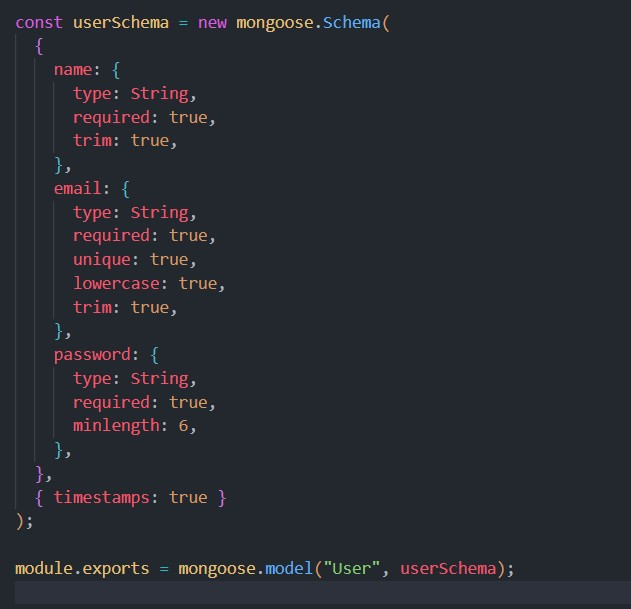 const userSchema = new mongoose.Schema(
  {
    name: {
      type: String,
      required: true,
      trim: true,
    },
    email: {
      type: String,
      required: true,
      unique: true,
      lowercase: true,
      trim: true,
    },
    password: {
      type: String,
      required: true,
      minlength: 6,
    },
  },
  { timestamps: true }
);

module.exports = mongoose.model("User", userSchema);